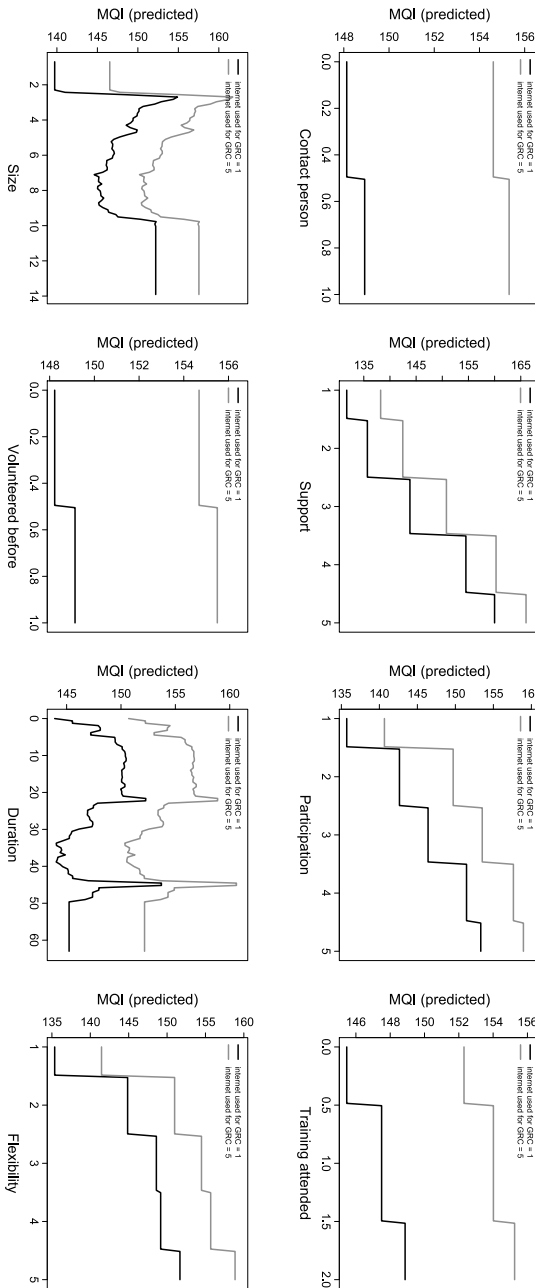 MQI (predicted)
148 150 152 154 156
internet used for GRC = 1
internet used for GRC = 5
0.0 0.2 0.4 0.6 0.8 1.0
Contact person
MQI (predicted)
135 145 155 165
internet used for GRC = 1
internet used for GRC = 5
1 2 3 4 5
Support
MQI (predicted)
135 140 145 150 155 160
internet used for GRC = 1
internet used for GRC = 5
1 2 3 4 5
Participation
MQI (predicted)
146 148 150 152 154 156
internet used for GRC = 1
internet used for GRC = 5
0.0 0.5 1.0 1.5 2.0
Training attended
MQI (predicted)
140 145 150 155 160
internet used for GRC = 1
internet used for GRC = 5
2 4 6 8 10 12 14
Size
MQI (predicted)
148 150 152 154 156
internet used for GRC = 1
internet used for GRC = 5
0.0 0.2 0.4 0.6 0.8 1.0
Volunteered before
MQI (predicted)
145 150 155 160
internet used for GRC = 1
internet used for GRC = 5
0 10 20 30 40 50 60
Duration
MQI (predicted)
135 140 145 150 155 160
internet used for GRC = 1
internet used for GRC = 5
1 2 3 4 5
Flexibility